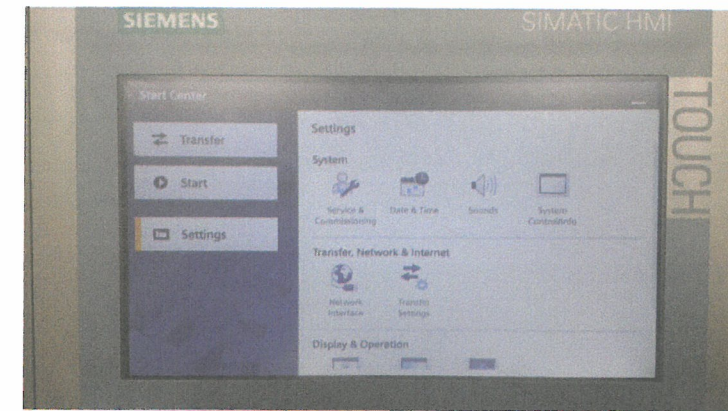 SIEMENS
SIMATIC HMI
TOUCH
Start Center
Transfer
Start
Settings
Settings
System
Service &
Commissioning
Date & Time
Sounds
System
Control/Info
Transfer, Network & Internet
Network
Interface
Transfer
Settings
Display & Operation